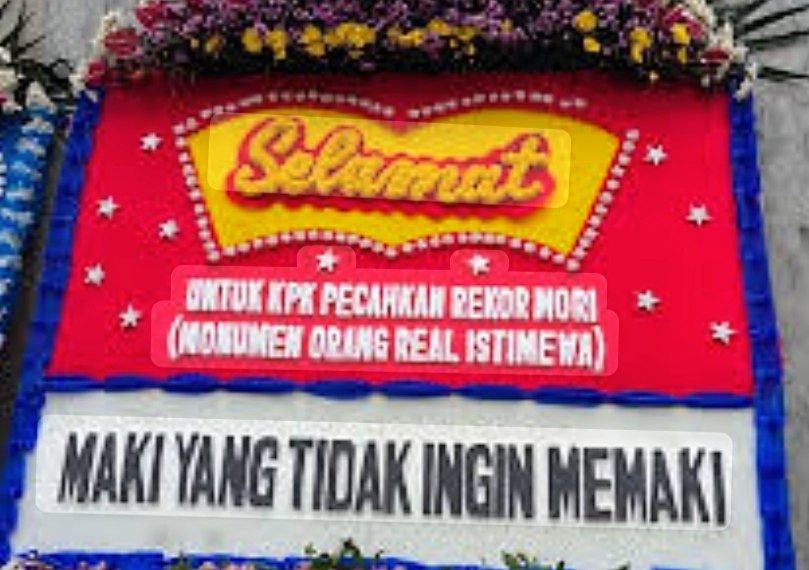 Selamat
UNTUK KPK PECAHKAN REKOR MORI
(MONUMEN ORANG REAL ISTIMEWA)
MAKI YANG TIDAK INGIN MEMAKI